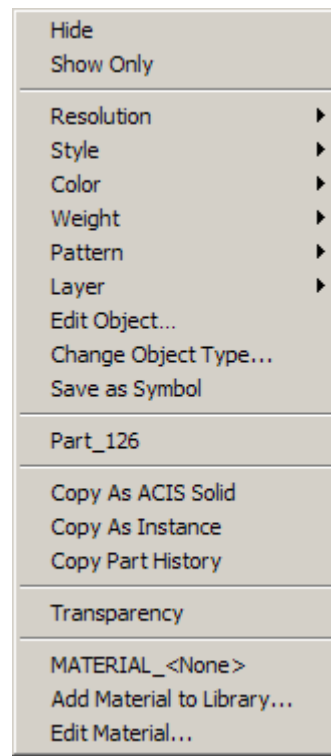 Hide
Show Only
Resolution
Style
Color
Weight
Pattern
Layer
Edit Object...
Change Object Type...
Save as Symbol
Part_126
Copy As ACIS Solid
Copy As Instance
Copy Part History
Transparency
MATERIAL_<None>
Add Material to Library...
Edit Material...